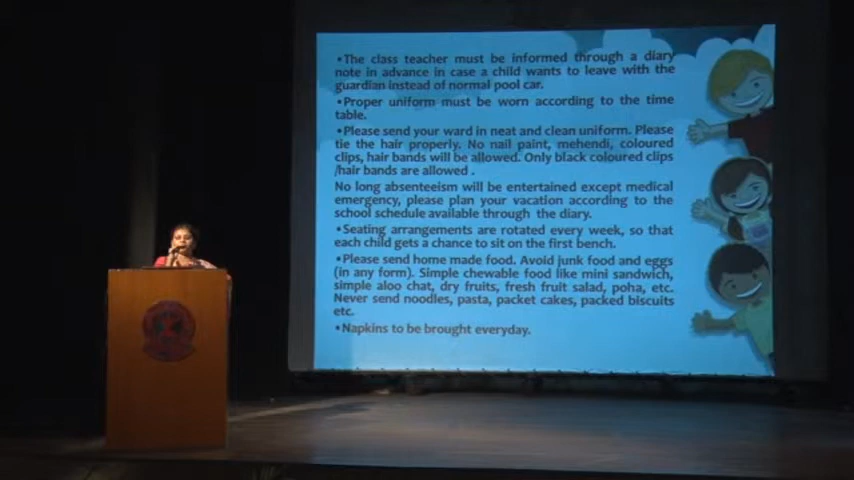 •The class teacher must be informed through a diary
note in advance in case a child wants to leave with the
guardian instead of normal pool car.
•Proper uniform must be worn according to the time
table.
•Please send your ward in neat and clean uniform. Please
tie the hair properly. No nail paint, mehendi, coloured
clips, hair bands will be allowed. Only black coloured clips
/hair bands are allowed .
No long absenteeism will be entertained except medical
emergency, please plan your vacation according to the
school schedule available through the diary.
•Seating arrangements are rotated every week, so that
each child gets a chance to sit on the first bench.
•Please send home made food. Avoid junk food and eggs
(in any form). Simple chewable food like mini sandwich,
simple aloo chat, dry fruits, fresh fruit salad, poha, etc.
Never send noodles, pasta, packet cakes, packed biscuits
etc.
•Napkins to be brought everyday.